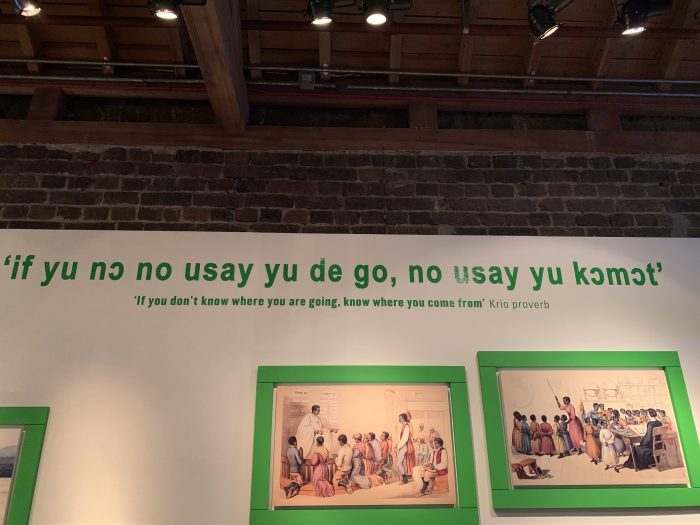 ‘if yu nɔ no usay yu de go, no usay yu kɔmɔt’
‘If you don't know where you are going, know where you come from’ Krio proverb